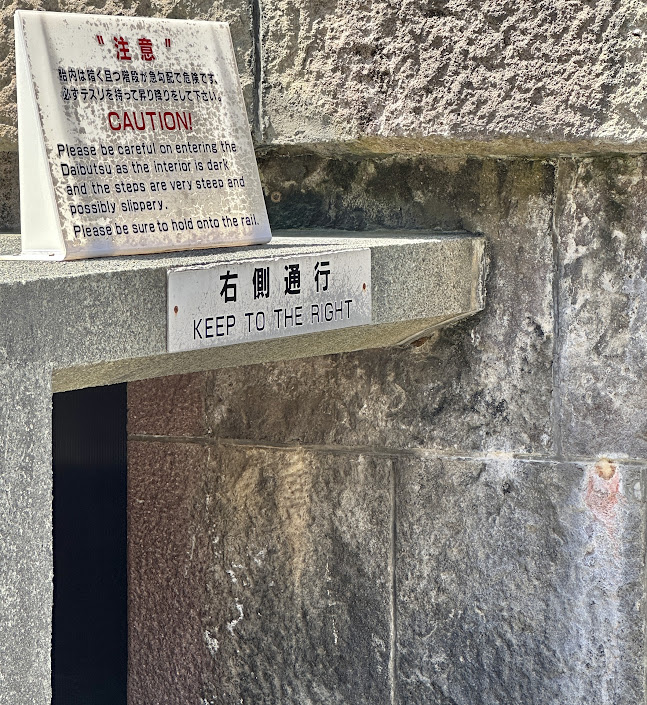 "注意"
胎内は暗く且つ階段が急勾配で危険です。
必ずテスリを持って昇り降りをして下さい。
CAUTION!
Please be careful on entering the
Daibutsu as the interior is dark
and the steps are very steep and
possibly slippery.
Please be sure to hold onto the rail.
右側通行
KEEP TO THE RIGHT